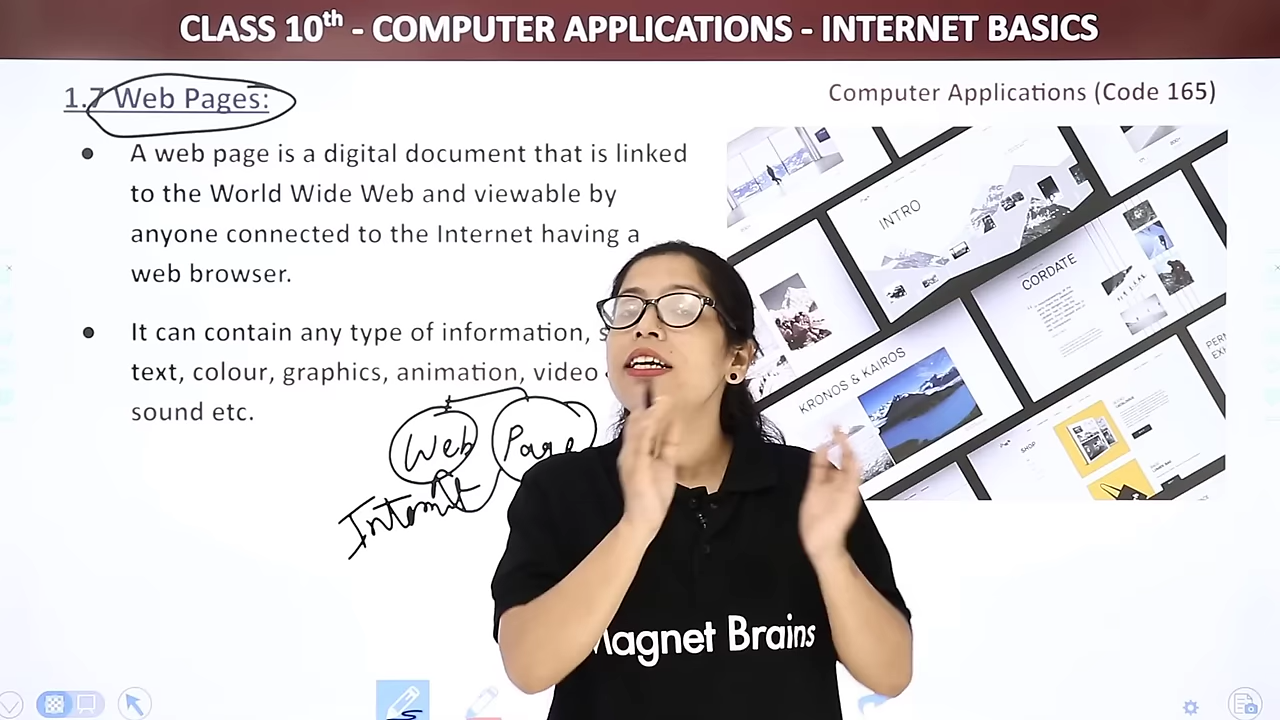 CLASS 10th - COMPUTER APPLICATIONS - INTERNET BASICS
1.7 Web Pages:
Computer Applications (Code 165)
● A web page is a digital document that is linked
to the World Wide Web and viewable by
anyone connected to the Internet having a
web browser.
● It can contain any type of information,
text, colour, graphics, animation, video
sound etc.
Web Page
Internet
INTRO
CORDATE
KRONOS & KAIROS
SHOP
Magnet Brains